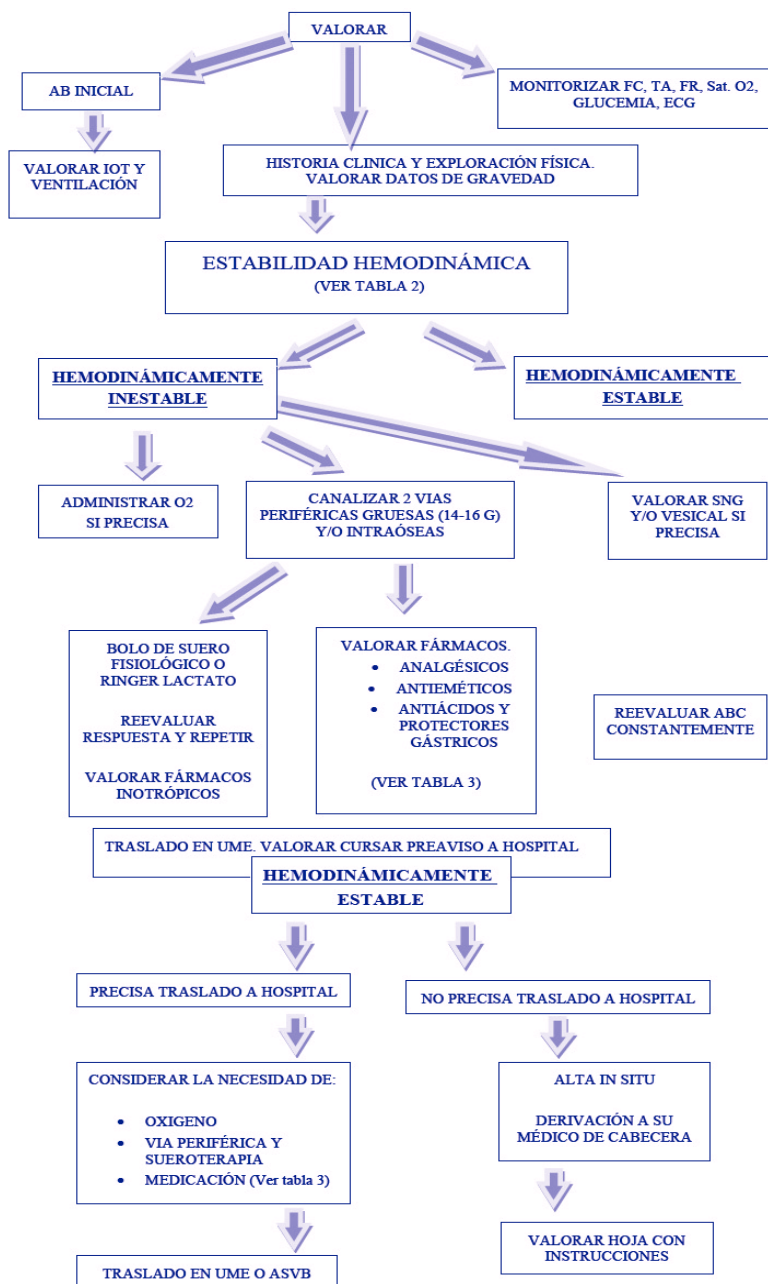 VALORAR
AB INICIAL
MONITORIZAR FC, TA, FR, Sat. O2,
GLUCEMIA, ECG
VALORAR IOT Y
VENTILACIÓN
HISTORIA CLINICA Y EXPLORACIÓN FÍSICA.
VALORAR DATOS DE GRAVEDAD
ESTABILIDAD HEMODINÁMICA
(VER TABLA 2)
HEMODINÁMICAMENTE
INESTABLE
HEMODINÁMICAMENTE
ESTABLE
ADMINISTRAR O2
SI PRECISA
CANALIZAR 2 VIAS
PERIFÉRICAS GRUESAS (14-16 G)
Y/O INTRAÓSEAS
VALORAR SNG
Y/O VESICAL SI
PRECISA
BOLO DE SUERO
FISIOLÓGICO O
RINGER LACTATO
REEVALUAR
RESPUESTA Y REPETIR
VALORAR FÁRMACOS
INOTRÓPICOS
VALORAR FÁRMACOS.
• ANALGÉSICOS
• ANTIEMÉTICOS
• ANTIÁCIDOS Y
PROTECTORES
GÁSTRICOS
(VER TABLA 3)
REEVALUAR ABC
CONSTANTEMENTE
TRASLADO EN UME. VALORAR CURSAR PREAVISO A HOSPITAL
HEMODINÁMICAMENTE
ESTABLE
PRECISA TRASLADO A HOSPITAL
NO PRECISA TRASLADO A HOSPITAL
CONSIDERAR LA NECESIDAD DE:
• OXIGENO
• VIA PERIFÉRICA Y
SUEROTERAPIA
• MEDICACIÓN (Ver tabla 3)
ALTA IN SITU
DERIVACIÓN A SU
MÉDICO DE CABECERA
TRASLADO EN UME O ASVB
VALORAR HOJA CON
INSTRUCCIONES